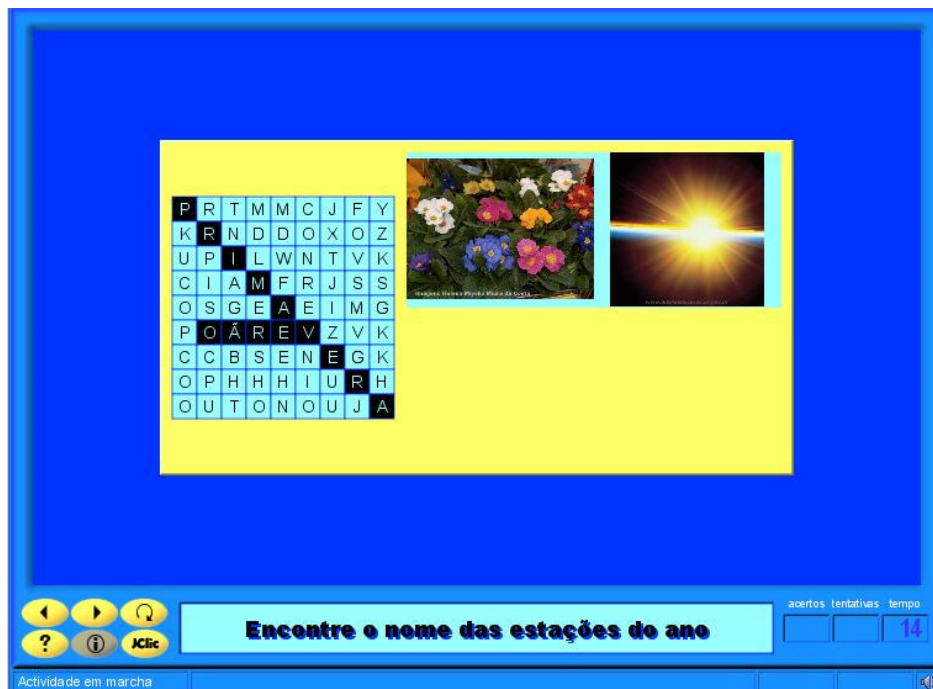 P R T M M C J F Y
K R N D D O X O Z
U P I L W N T V K
C I A M F R J S S
O S G E A E I M G
P O Ã R E V Z V K
C C B S E N E G K
O P H H H I U R H
O U T O N O U J A
Encontre o nome das estações do ano
acertos tentativas tempo
14
? i JClic
Actividade em marcha